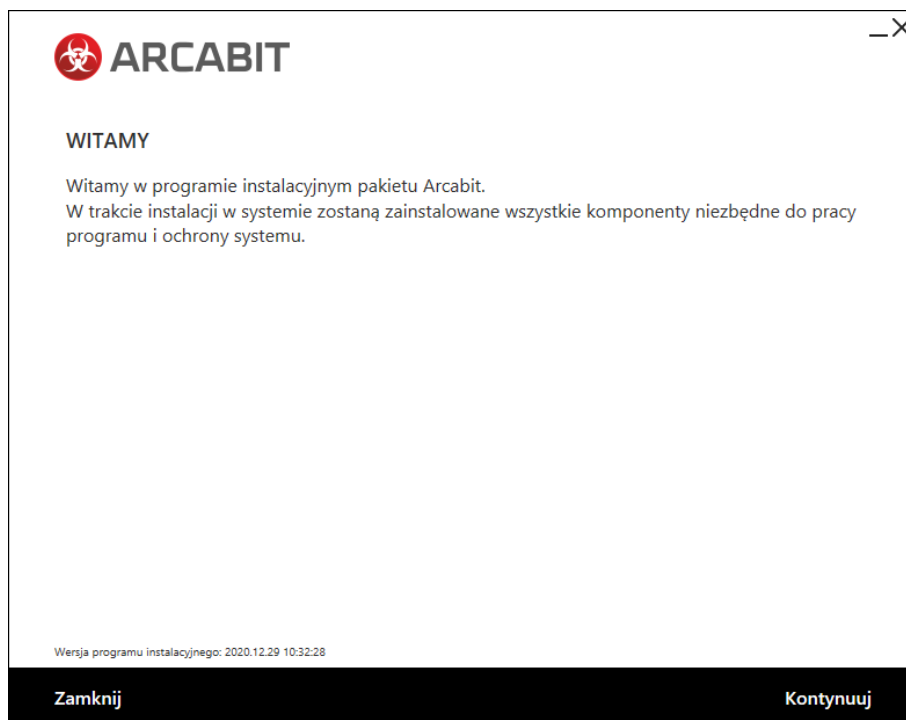 ARCABIT
WITAMY
Witamy w programie instalacyjnym pakietu Arcabit.
W trakcie instalacji w systemie zostaną zainstalowane wszystkie komponenty niezbędne do pracy
programu i ochrony systemu.
Wersja programu instalacyjnego: 2020.12.29 10:32:28
Zamknij
Kontynuuj